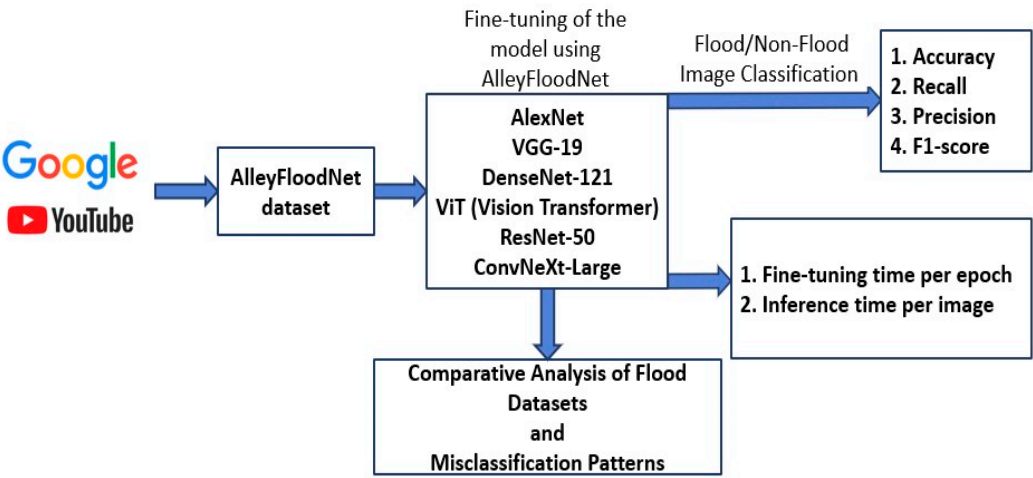 Google
YouTube
AlleyFloodNet
dataset
Fine-tuning of the
model using
AlleyFloodNet
AlexNet
VGG-19
DenseNet-121
ViT (Vision Transformer)
ResNet-50
ConvNeXt-Large
Flood/Non-Flood
Image Classification
1. Accuracy
2. Recall
3. Precision
4. F1-score
1. Fine-tuning time per epoch
2. Inference time per image
Comparative Analysis of Flood
Datasets
and
Misclassification Patterns